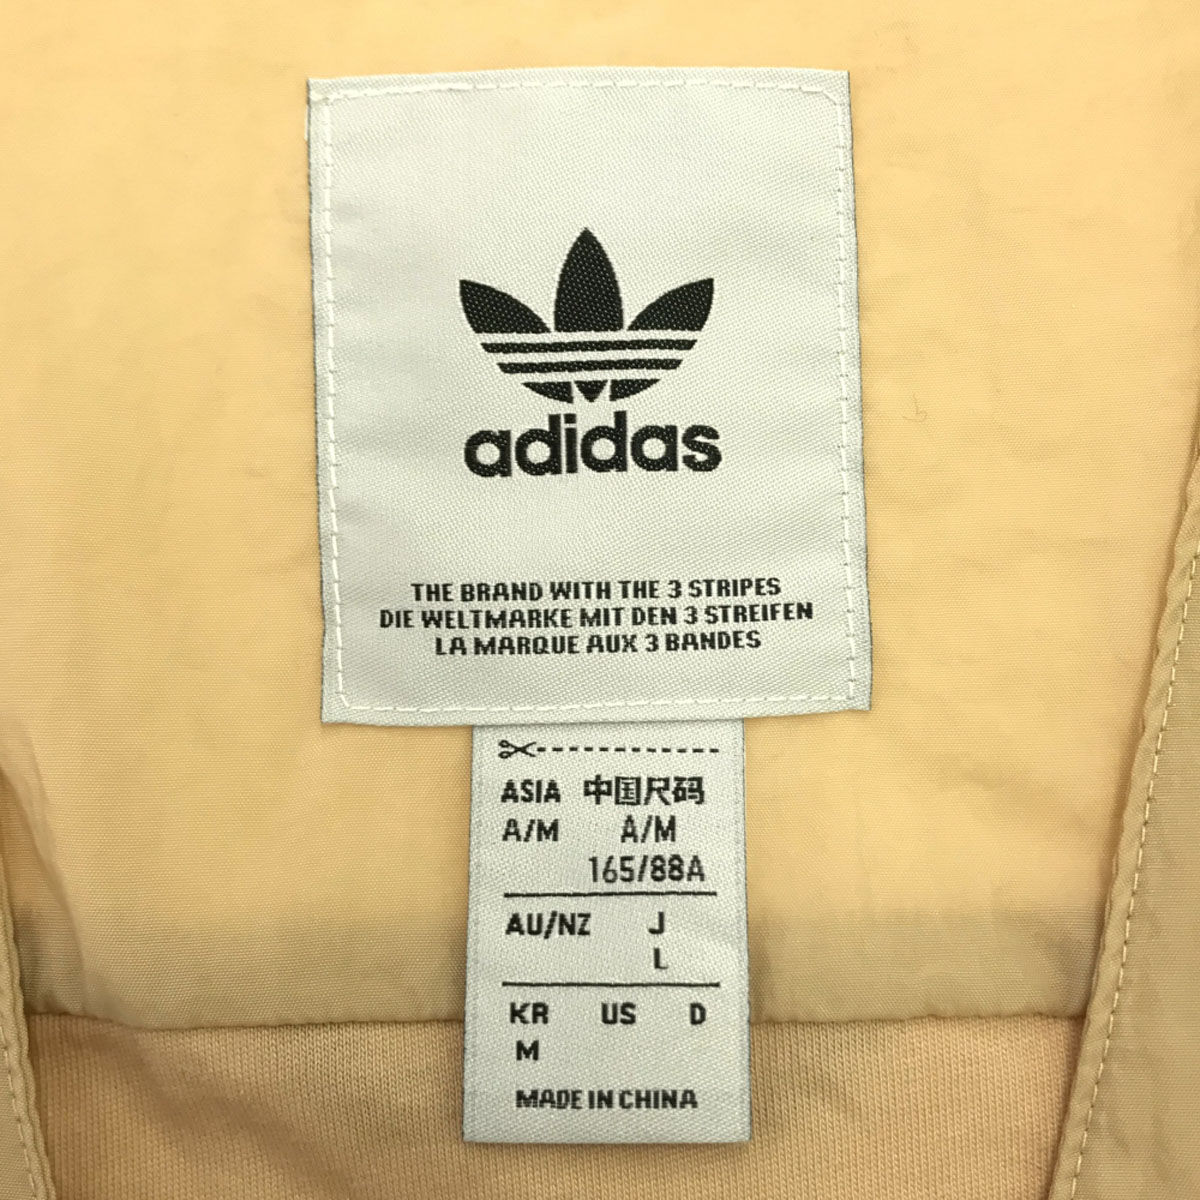 adidas
THE BRAND WITH THE 3 STRIPES
DIE WELTMARKE MIT DEN 3 STREIFEN
LA MARQUE AUX 3 BANDES
ASIA 中国尺码
A/M A/M
165/88A
AU/NZ J
L
KR US D
M
MADE IN CHINA